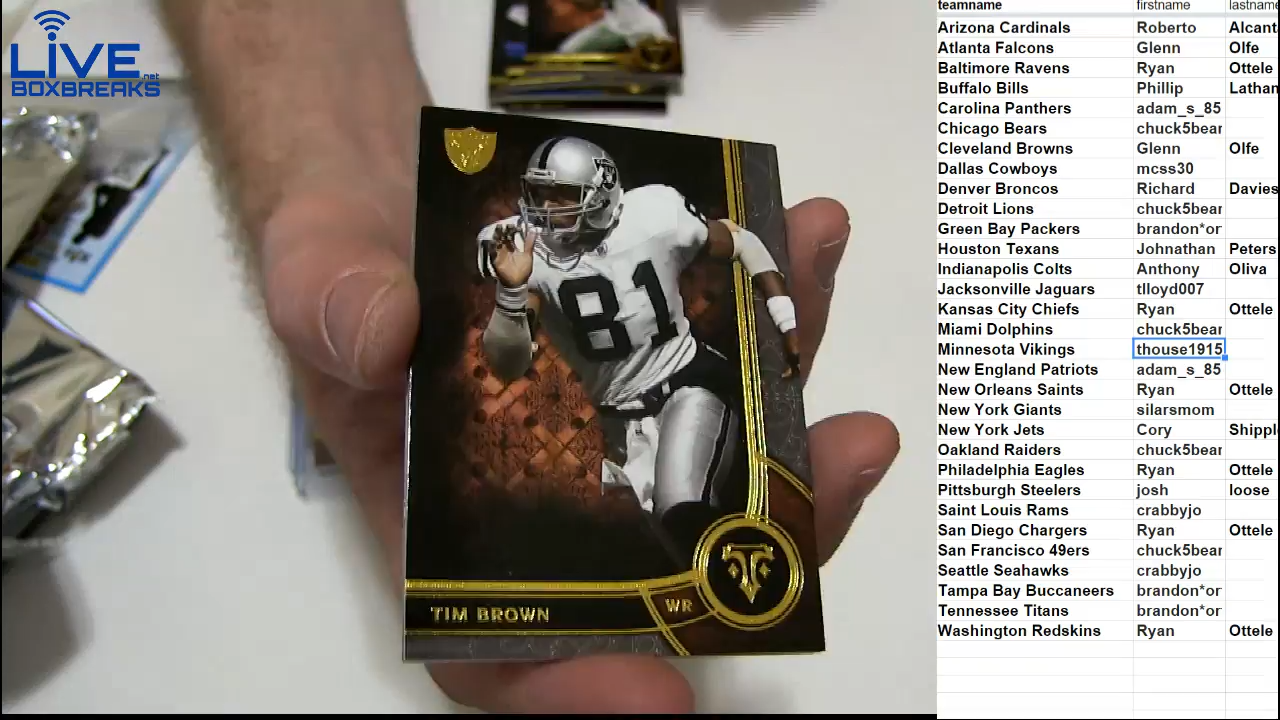 LIVE
.net
BOXBREAKS
81
TIM BROWN
WR
teamname firstname lastname
Arizona Cardinals Roberto Alcant
Atlanta Falcons Glenn Olfe
Baltimore Ravens Ryan Ottele
Buffalo Bills Phillip Lathan
Carolina Panthers adam_s_85
Chicago Bears chuck5bear
Cleveland Browns Glenn Olfe
Dallas Cowboys mcss30
Denver Broncos Richard Davies
Detroit Lions chuck5bear
Green Bay Packers brandon*or
Houston Texans Johnathan Peters
Indianapolis Colts Anthony Oliva
Jacksonville Jaguars tlloyd007
Kansas City Chiefs Ryan Ottele
Miami Dolphins chuck5bear
Minnesota Vikings thouse1915
New England Patriots adam_s_85
New Orleans Saints Ryan Ottele
New York Giants silarsmom
New York Jets Cory Shippl
Oakland Raiders chuck5bear
Philadelphia Eagles Ryan Ottele
Pittsburgh Steelers josh loose
Saint Louis Rams crabbyjo
San Diego Chargers Ryan Ottele
San Francisco 49ers chuck5bear
Seattle Seahawks crabbyjo
Tampa Bay Buccaneers brandon*or
Tennessee Titans brandon*or
Washington Redskins Ryan Ottele